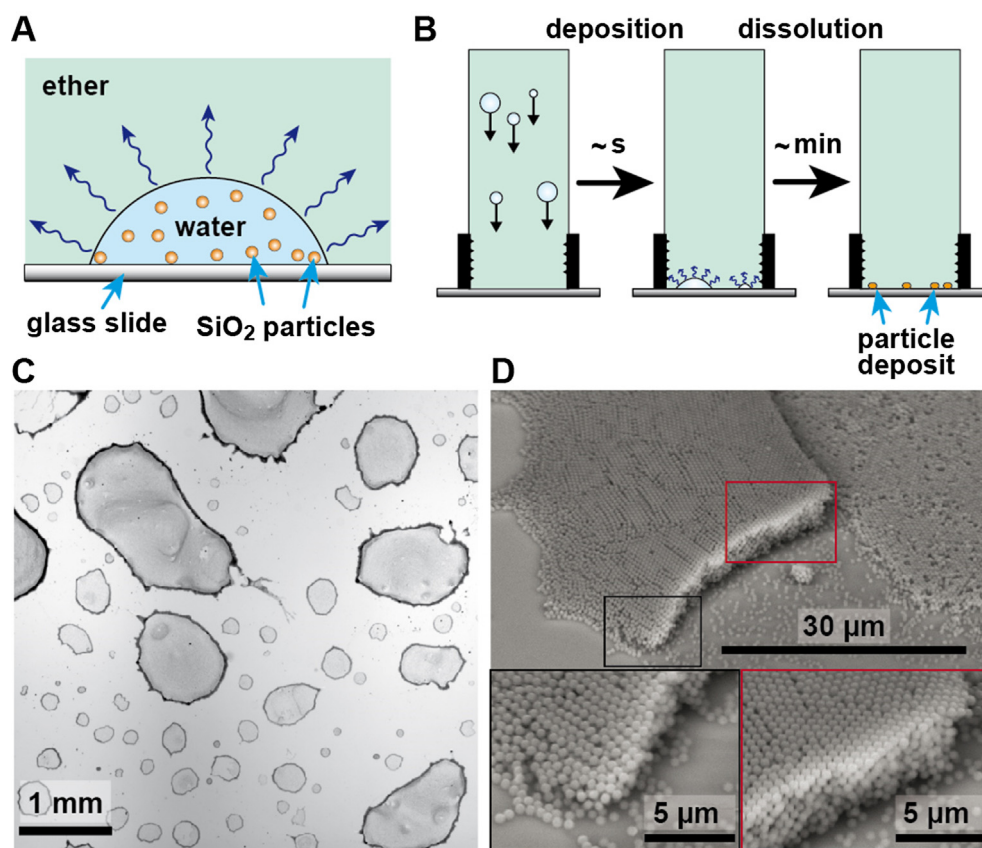 A
ether
water
glass slide
SiO₂ particles
B
deposition
dissolution
~s
~min
particle
deposit
C
1 mm
D
30 µm
5 µm
5 µm